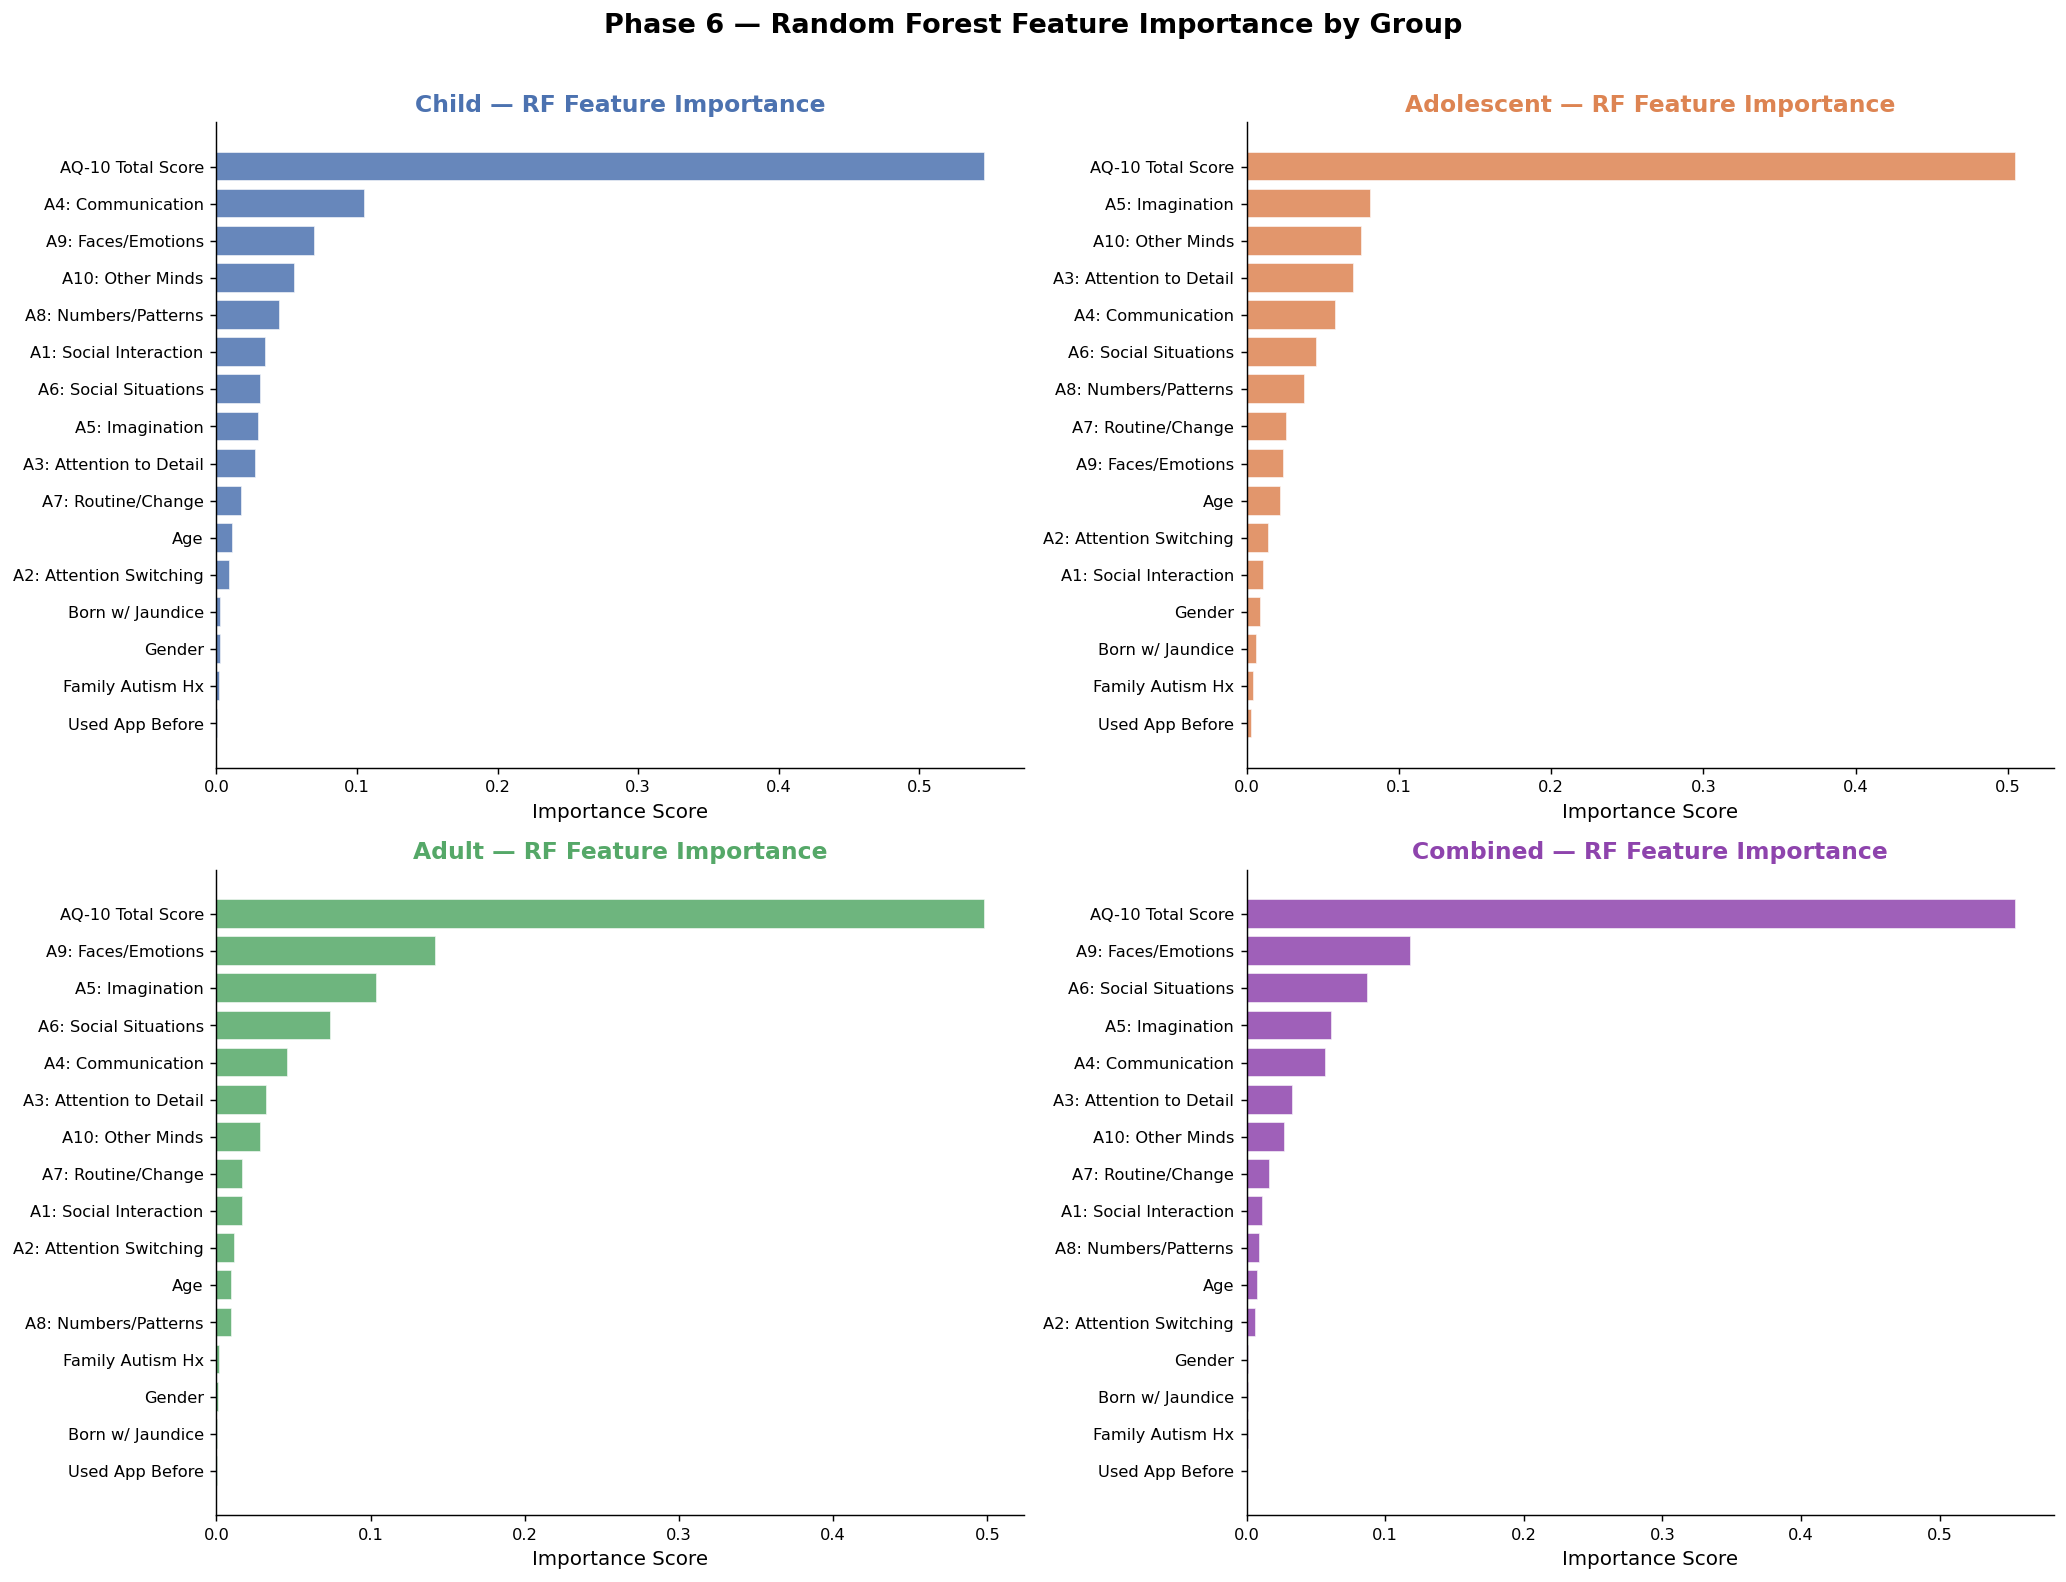 Phase 6 — Random Forest Feature Importance by Group
Child — RF Feature Importance
AQ-10 Total Score
A4: Communication
A9: Faces/Emotions
A10: Other Minds
A8: Numbers/Patterns
A1: Social Interaction
A6: Social Situations
A5: Imagination
A3: Attention to Detail
A7: Routine/Change
Age
A2: Attention Switching
Born w/ Jaundice
Gender
Family Autism Hx
Used App Before
0.0 0.1 0.2 0.3 0.4 0.5
Importance Score
Adolescent — RF Feature Importance
AQ-10 Total Score
A5: Imagination
A10: Other Minds
A3: Attention to Detail
A4: Communication
A6: Social Situations
A8: Numbers/Patterns
A7: Routine/Change
A9: Faces/Emotions
Age
A2: Attention Switching
A1: Social Interaction
Gender
Born w/ Jaundice
Family Autism Hx
Used App Before
0.0 0.1 0.2 0.3 0.4 0.5
Importance Score
Adult — RF Feature Importance
AQ-10 Total Score
A9: Faces/Emotions
A5: Imagination
A6: Social Situations
A4: Communication
A3: Attention to Detail
A10: Other Minds
A7: Routine/Change
A1: Social Interaction
A2: Attention Switching
Age
A8: Numbers/Patterns
Family Autism Hx
Gender
Born w/ Jaundice
Used App Before
0.0 0.1 0.2 0.3 0.4 0.5
Importance Score
Combined — RF Feature Importance
AQ-10 Total Score
A9: Faces/Emotions
A6: Social Situations
A5: Imagination
A4: Communication
A3: Attention to Detail
A10: Other Minds
A7: Routine/Change
A1: Social Interaction
A8: Numbers/Patterns
Age
A2: Attention Switching
Gender
Born w/ Jaundice
Family Autism Hx
Used App Before
0.0 0.1 0.2 0.3 0.4 0.5
Importance Score